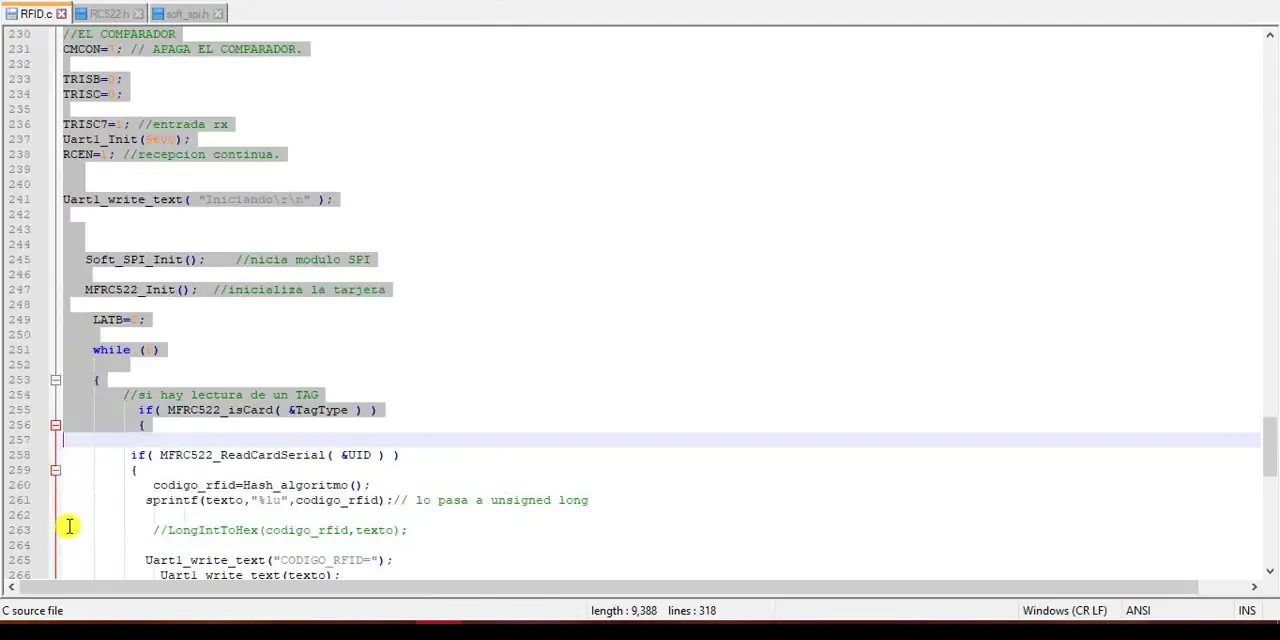 RFID.c RC522.h soft_spi.h
230 //EL COMPARADOR
231 CMCON=7; // APAGA EL COMPARADOR.
232
233 TRISB=0;
234 TRISC=0;
235
236 TRISC7=1; //entrada rx
237 Uart1_Init(9600);
238 RCEN=1; //recepcion continua.
239
240
241 Uart1_write_text( "Iniciando\r\n" );
242
243
244
245 Soft_SPI_Init(); //nicia modulo SPI
246
247 MFRC522_Init(); //inicializa la tarjeta
248
249 LATB=0;
250
251 while (1)
252
253 {
254 //si hay lectura de un TAG
255 if( MFRC522_isCard( &TagType ) )
256 {
257
258 if( MFRC522_ReadCardSerial( &UID ) )
259 {
260 codigo_rfid=Hash_algoritmo();
261 sprintf(texto,"%lu",codigo_rfid);// lo pasa a unsigned long
262
263 //LongIntToHex(codigo_rfid,texto);
264
265 Uart1_write_text("CODIGO_RFID=");
266 Uart1_write_text(texto);
C source file length : 9,388 lines : 318 Windows (CR LF) ANSI INS